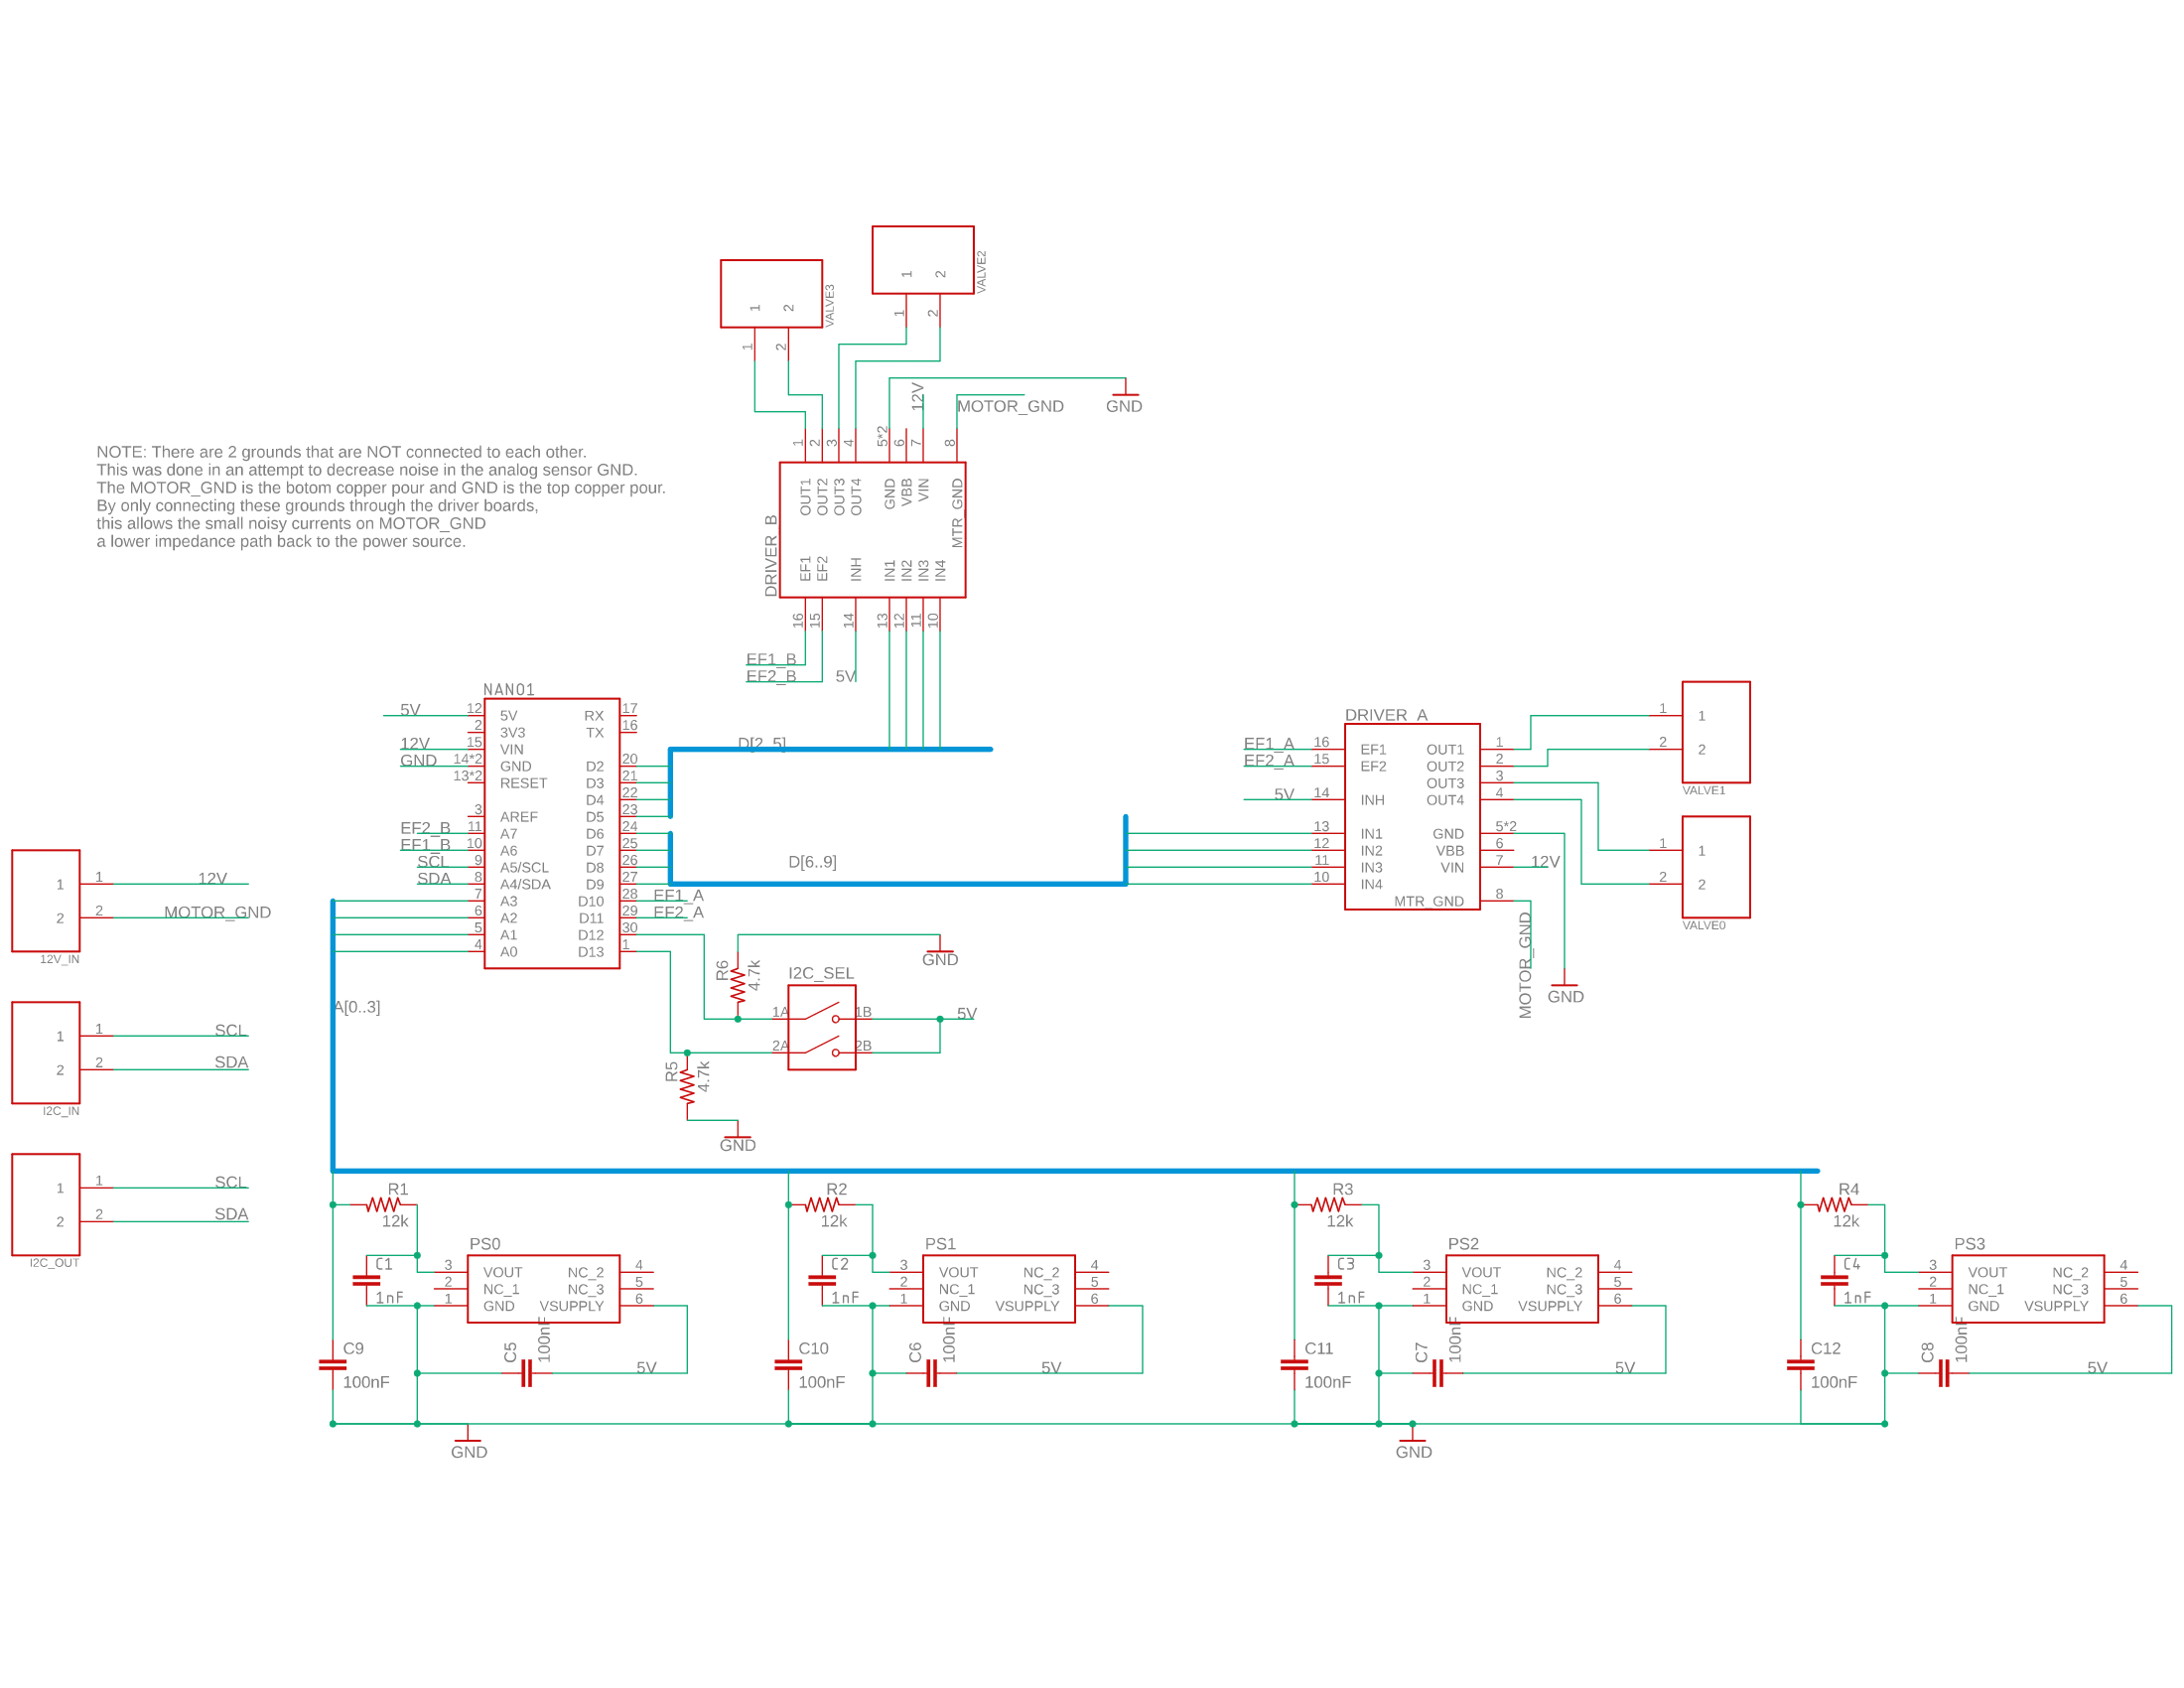 VALVE2
1 2
1 2
VALVE3
1 2
1 2
12V
MOTOR_GND
GND
1 2 3 4 5*2 6 7 8
OUT1 OUT2 OUT3 OUT4 GND VBB VIN MTR_GND
DRIVER_B
EF1 EF2 INH IN1 IN2 IN3 IN4
16 15 14 13 12 11 10
EF1_B
EF2_B
5V
NOTE: There are 2 grounds that are NOT connected to each other.
This was done in an attempt to decrease noise in the analog sensor GND.
The MOTOR_GND is the botom copper pour and GND is the top copper pour.
By only connecting these grounds through the driver boards,
this allows the small noisy currents on MOTOR_GND
a lower impedance path back to the power source.
NANO1
5V 12 5V RX 17
2 3V3 TX 16
12V 15 VIN
GND 14*2 GND D2 20
13*2 RESET D3 21
D4 22
3 AREF D5 23
EF2_B 11 A7 D6 24
EF1_B 10 A6 D7 25
SCL 9 A5/SCL D8 26
SDA 8 A4/SDA D9 27
7 A3 D10 28 EF1_A
6 A2 D11 29 EF2_A
5 A1 D12 30
4 A0 D13 1
D[2..5]
D[6..9]
A[0..3]
DRIVER_A
EF1_A 16 EF1 OUT1 1
EF2_A 15 EF2 OUT2 2
OUT3 3
5V 14 INH OUT4 4
13 IN1 GND 5*2
12 IN2 VBB 6
11 IN3 VIN 7 12V
10 IN4
MTR_GND 8
MOTOR_GND
GND
1 1
2 2
VALVE1
1 1
2 2
VALVE0
1 1 12V
2 2 MOTOR_GND
12V_IN
1 1 SCL
2 2 SDA
I2C_IN
1 1 SCL
2 2 SDA
I2C_OUT
GND
R6
4.7k
I2C_SEL
1A 1B 5V
2A 2B
R5
4.7k
GND
R1
12k
PS0
C1
1nF
3 VOUT NC_2 4
2 NC_1 NC_3 5
1 GND VSUPPLY 6
C9
100nF
C5
100nF
5V
GND
R2
12k
PS1
C2
1nF
3 VOUT NC_2 4
2 NC_1 NC_3 5
1 GND VSUPPLY 6
C10
100nF
C6
100nF
5V
R3
12k
PS2
C3
1nF
3 VOUT NC_2 4
2 NC_1 NC_3 5
1 GND VSUPPLY 6
C11
100nF
C7
100nF
5V
GND
R4
12k
PS3
C4
1nF
3 VOUT NC_2 4
2 NC_1 NC_3 5
1 GND VSUPPLY 6
C12
100nF
C8
100nF
5V